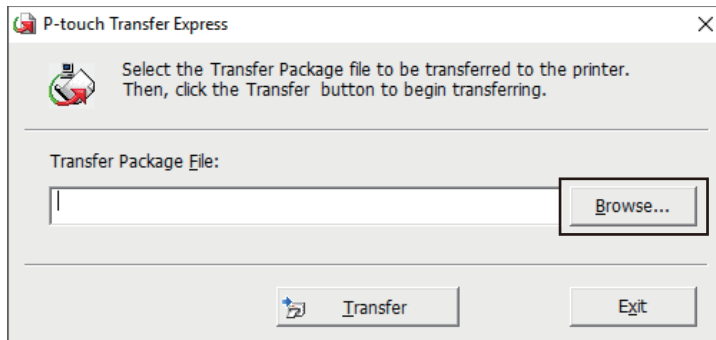 P-touch Transfer Express
Select the Transfer Package file to be transferred to the printer.
Then, click the Transfer button to begin transferring.
Transfer Package File:
Browse...
Transfer
Exit